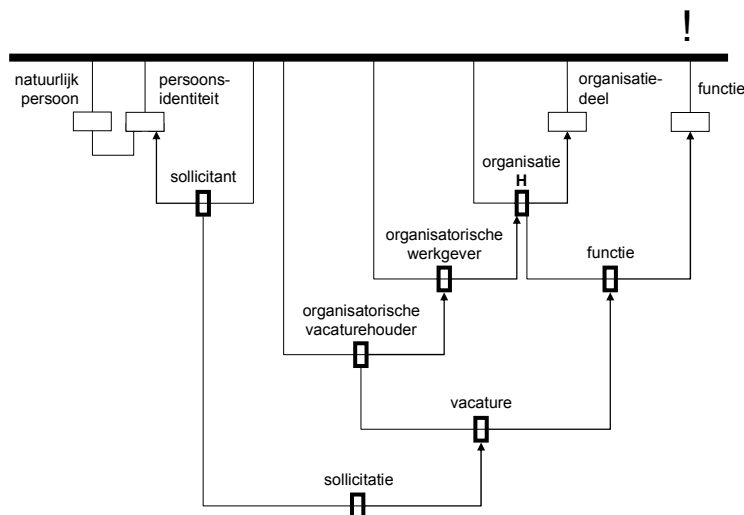 !
natuurlijk
persoon
persoons-
identiteit
organisatie-
deel
functie
sollicitant
organisatie
H
organisatorische
werkgever
functie
organisatorische
vacaturehouder
vacature
sollicitatie